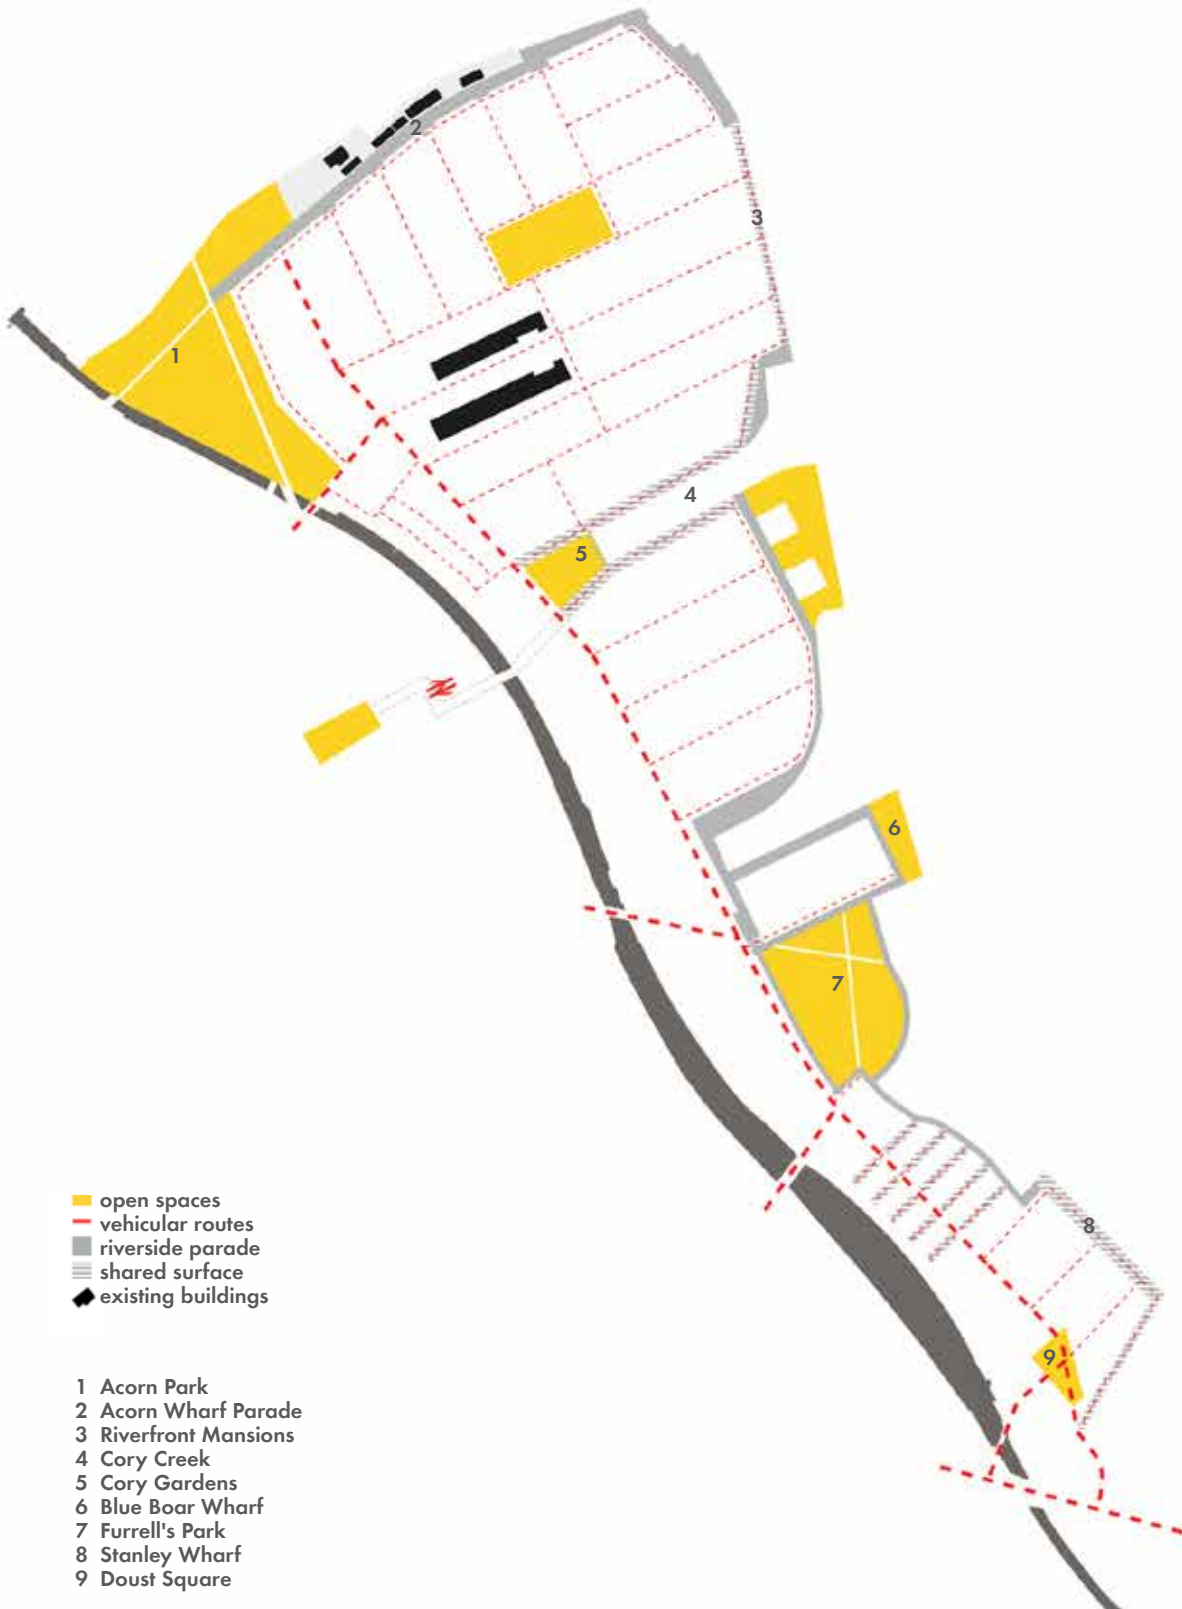 2
3
1
4
5
6
7
8
9
open spaces
vehicular routes
riverside parade
shared surface
existing buildings
1 Acorn Park
2 Acorn Wharf Parade
3 Riverfront Mansions
4 Cory Creek
5 Cory Gardens
6 Blue Boar Wharf
7 Furrell's Park
8 Stanley Wharf
9 Doust Square